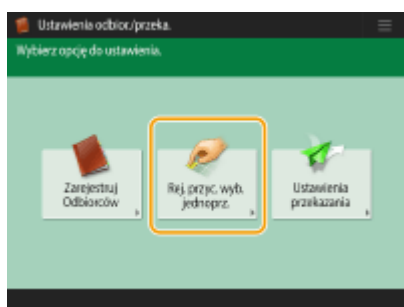 Ustawienia odbior./przeka.
Wybierz opcję do ustawienia.
Zarejestruj
Odbiorców
Rej. przyc. wyb.
jednoprz.
Ustawienia
przekazania